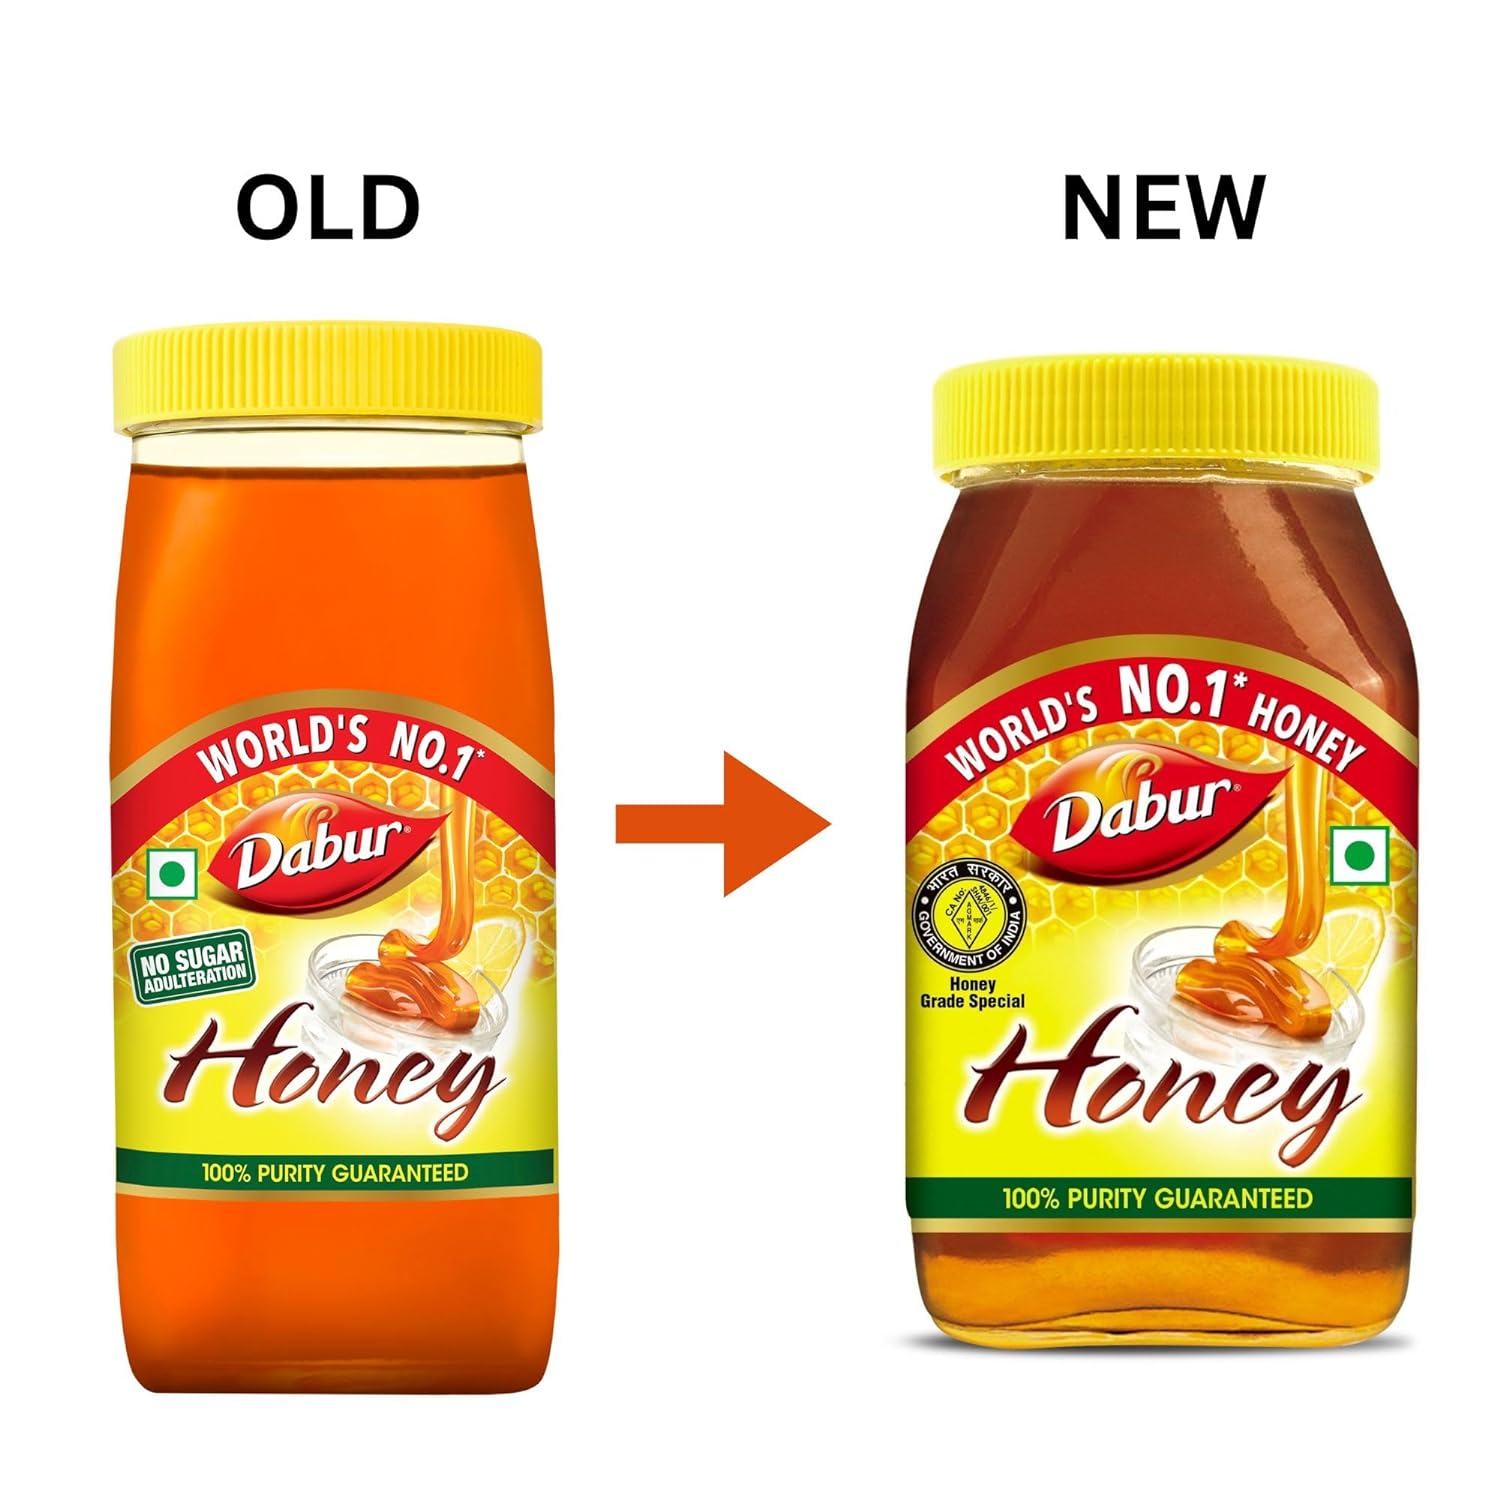 OLD
NEW
WORLD'S NO.1*
Dabur®
NO SUGAR
ADULTERATION
Honey
100% PURITY GUARANTEED
WORLD'S NO.1* HONEY
Dabur®
भारत सरकार
CA No:
AGMARK
एग मार्क
GOVERNMENT OF INDIA
Honey
Grade Special
Honey
100% PURITY GUARANTEED